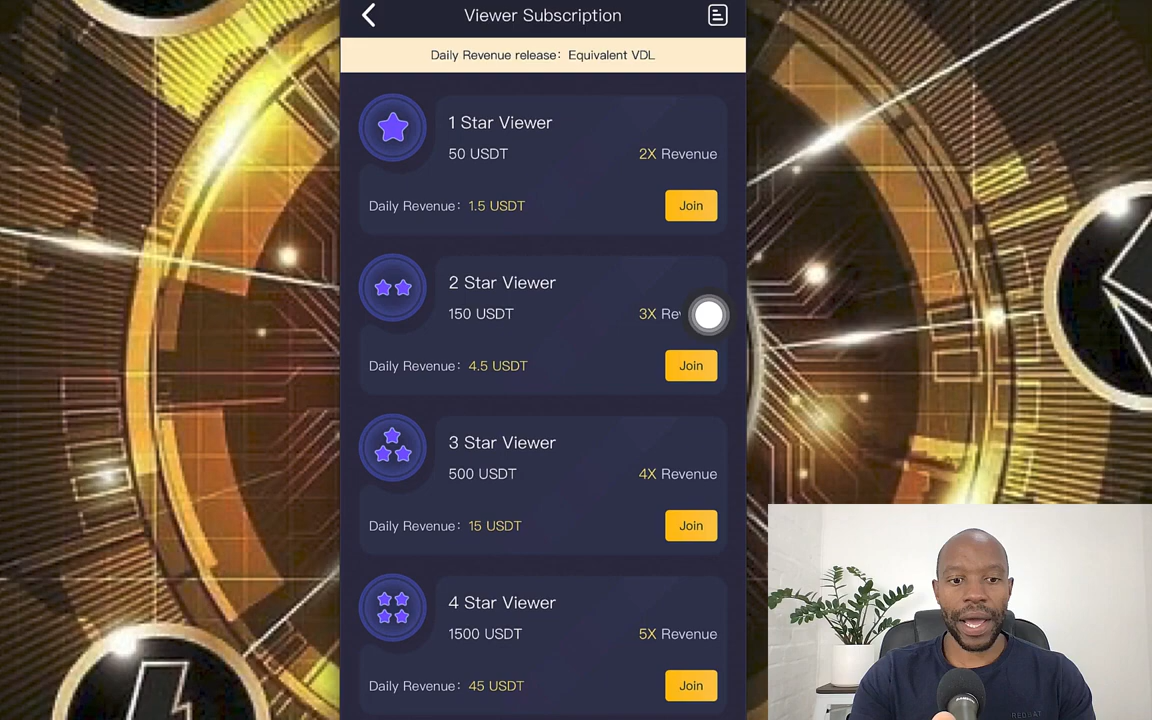 Viewer Subscription
Daily Revenue release: Equivalent VDL
1 Star Viewer
50 USDT
2X Revenue
Daily Revenue: 1.5 USDT
Join
2 Star Viewer
150 USDT
3X Rev
Daily Revenue: 4.5 USDT
Join
3 Star Viewer
500 USDT
4X Revenue
Daily Revenue: 15 USDT
Join
4 Star Viewer
1500 USDT
5X Revenue
Daily Revenue: 45 USDT
Join